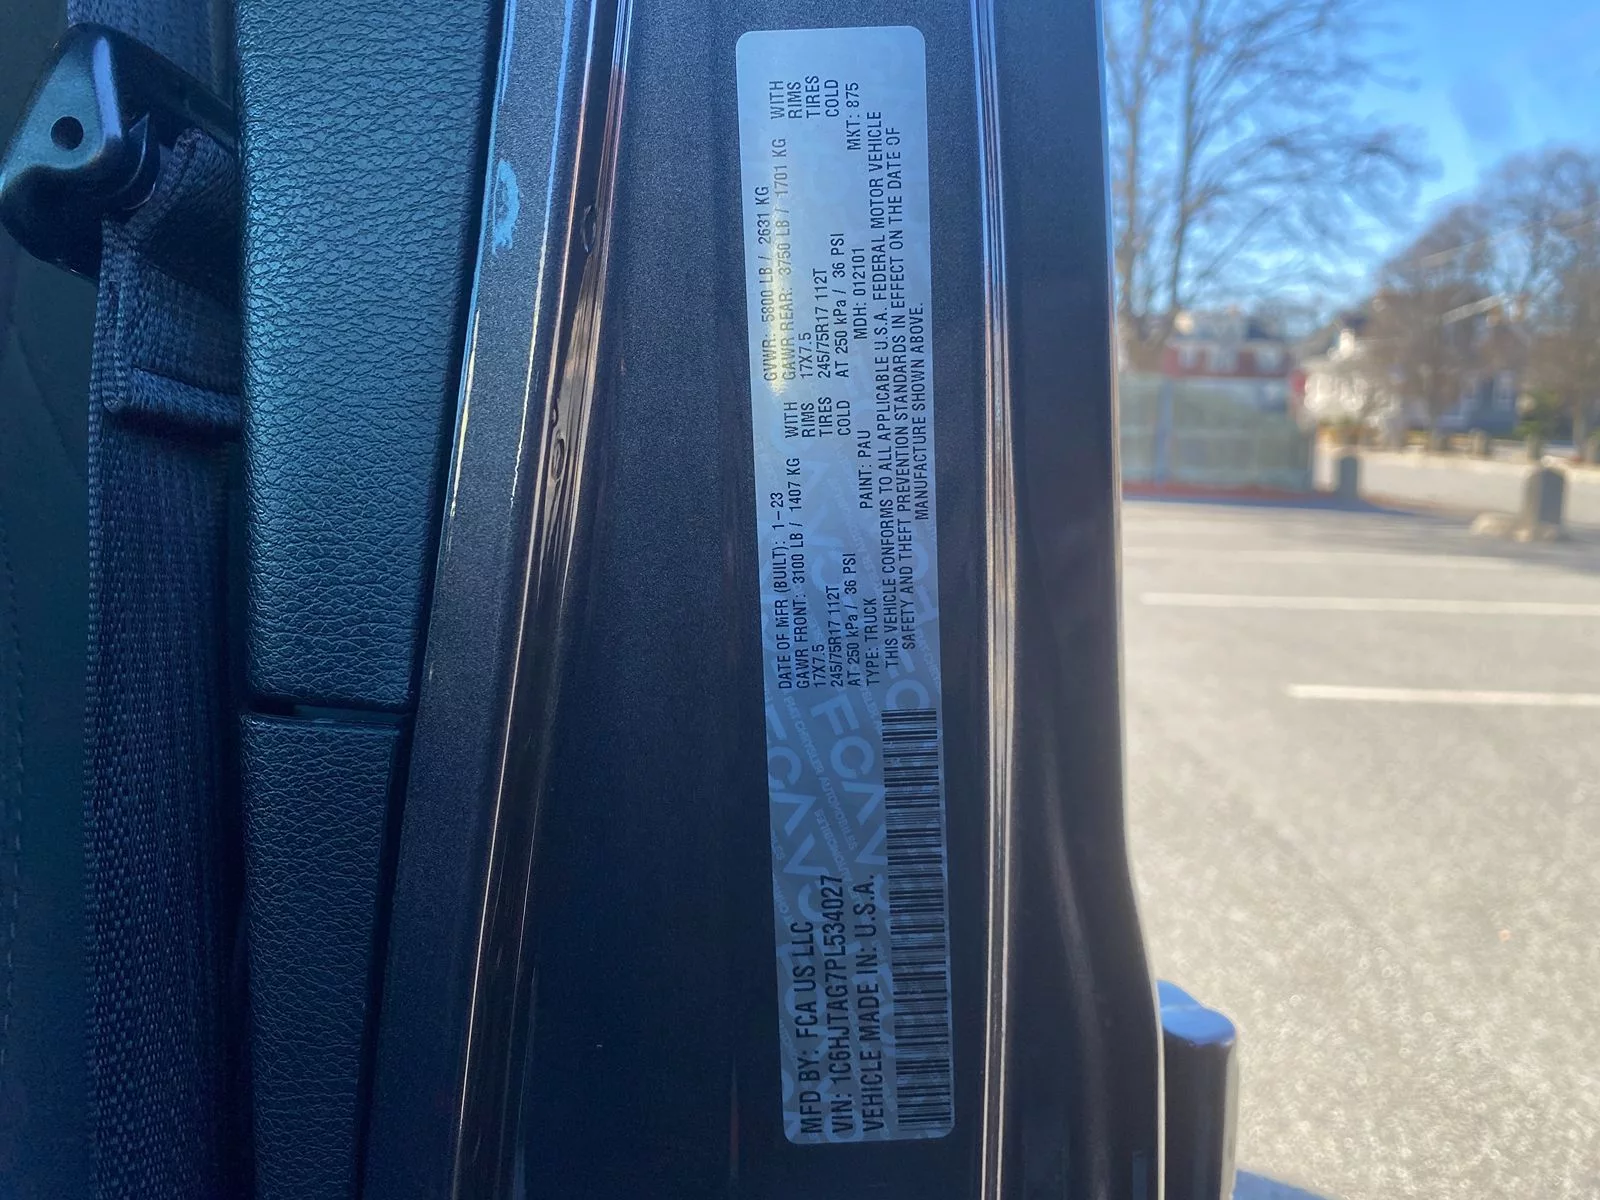 MFD BY: FCA US LLC
VIN: 1C6HJTAG7PL534027
VEHICLE MADE IN: U.S.A.
DATE OF MFR (BUILT): 1-23 GVWR: 5800 LB / 2631 KG
GAWR FRONT: 3100 LB / 1407 KG WITH GAWR REAR: 3750 LB / 1701 KG WITH
17X7.5 RIMS 17X7.5 RIMS
245/75R17 112T TIRES 245/75R17 112T TIRES
AT 250 kPa / 36 PSI COLD AT 250 kPa / 36 PSI COLD
TYPE: TRUCK PAINT: PAU MDH: 012101 MKT: 875
THIS VEHICLE CONFORMS TO ALL APPLICABLE U.S.A. FEDERAL MOTOR VEHICLE
SAFETY AND THEFT PREVENTION STANDARDS IN EFFECT ON THE DATE OF
MANUFACTURE SHOWN ABOVE.